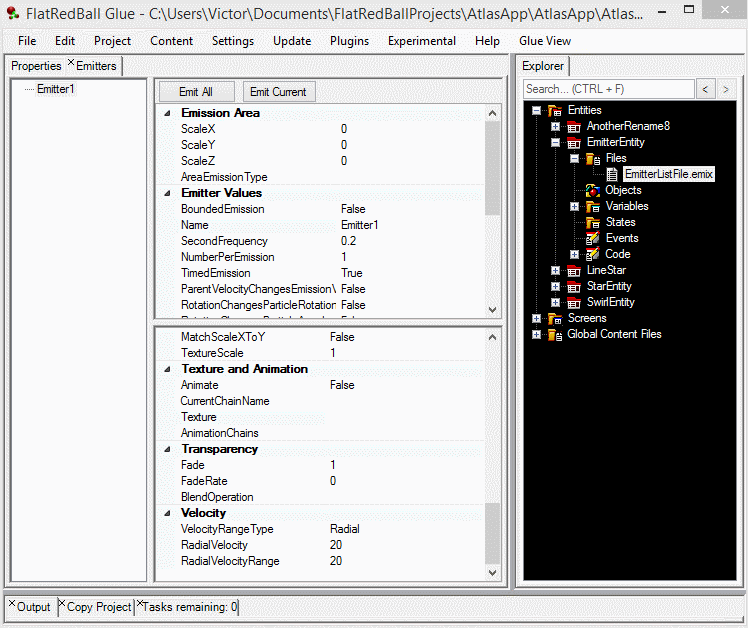 FlatRedBall Glue - C:\Users\Victor\Documents\FlatRedBallProjects\AtlasApp\AtlasApp\Atlas...
File Edit Project Content Settings Update Plugins Experimental Help Glue View
Properties Emitters
Emitter1
Emit All Emit Current
Emission Area
ScaleX 0
ScaleY 0
ScaleZ 0
AreaEmissionType
Emitter Values
BoundedEmission False
Name Emitter1
SecondFrequency 0.2
NumberPerEmission 1
TimedEmission True
ParentVelocityChangesEmissionV False
RotationChangesParticleRotation False
MatchScaleXToY False
TextureScale 1
Texture and Animation
Animate False
CurrentChainName
Texture
AnimationChains
Transparency
Fade 1
FadeRate 0
BlendOperation
Velocity
VelocityRangeType Radial
RadialVelocity 20
RadialVelocityRange 20
Explorer
Search... (CTRL + F) < >
Entities
AnotherRename8
EmitterEntity
Files
EmitterListFile.emix
Objects
Variables
States
Events
Code
LineStar
StarEntity
SwirlEntity
Screens
Global Content Files
Output Copy Project Tasks remaining: 0